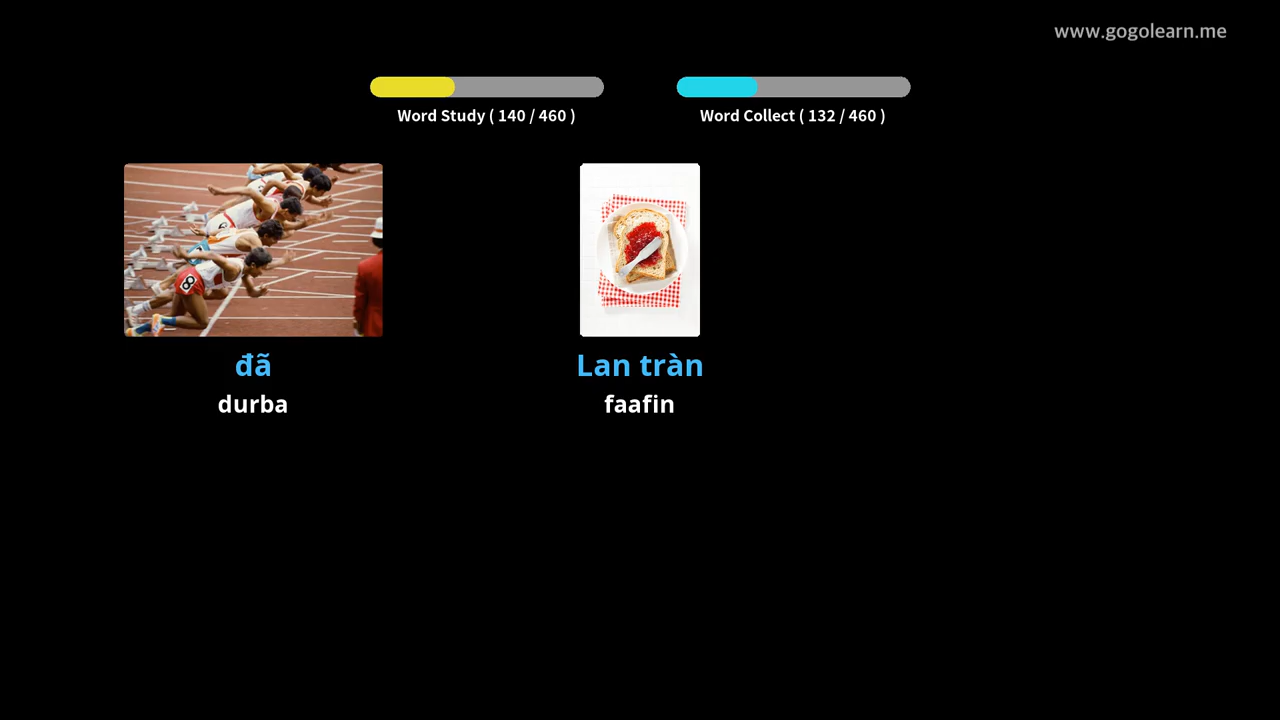 www.gogolearn.me
Word Study ( 140 / 460 )
Word Collect ( 132 / 460 )
đã
durba
Lan tràn
faafin